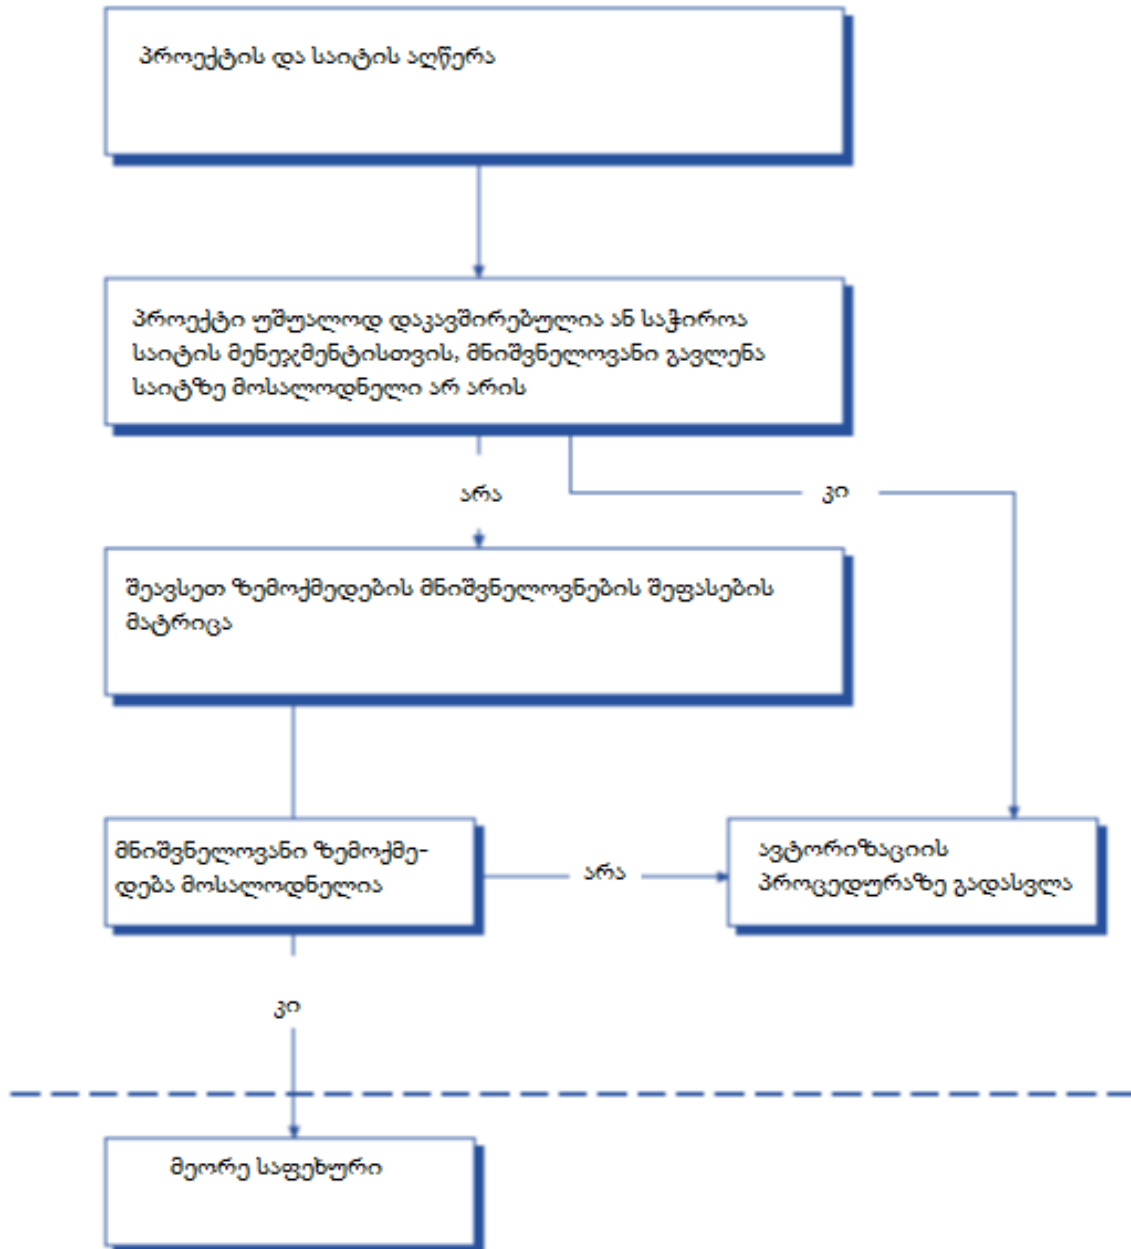 პროექტის და საიტის აღწერა
პროექტი უშუალოდ დაკავშირებულია ან საჭიროა
საიტის მენეჯმენტისთვის, მნიშვნელოვანი გავლენა
საიტზე მოსალოდნელი არ არის
არა
კი
შეავსეთ ზემოქმედების მნიშვნელოვნების შეფასების
მატრიცა
მნიშვნელოვანი ზემოქმე-
დება მოსალოდნელია
არა
ავტორიზაციის
პროცედურაზე გადასვლა
კი
მეორე საფეხური